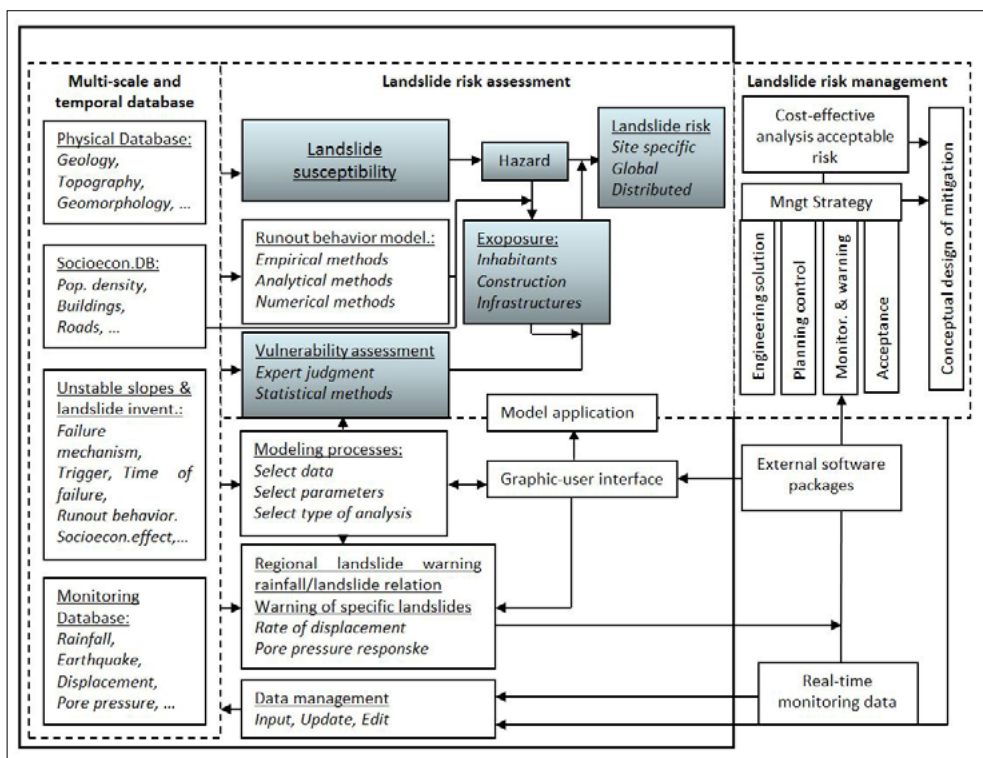 Multi-scale and
temporal database
Physical Database:
Geology,
Topography,
Geomorphology, ...
Socioecon.DB:
Pop. density,
Buildings,
Roads, ...
Unstable slopes &
landslide invent.:
Failure
mechanism,
Trigger, Time of
failure,
Runout behavior.
Socioecon.effect,...
Monitoring
Database:
Rainfall,
Earthquake,
Displacement,
Pore pressure, ...
Landslide risk assessment
Landslide
susceptibility
Hazard
Landslide risk
Site specific
Global
Distributed
Runout behavior model.:
Empirical methods
Analytical methods
Numerical methods
Exoposure:
Inhabitants
Construction
Infrastructures
Vulnerability assessment
Expert judgment
Statistical methods
Model application
Modeling processes:
Select data
Select parameters
Select type of analysis
Graphic-user interface
Regional landslide warning
rainfall/landslide relation
Warning of specific landslides
Rate of displacement
Pore pressure responske
Data management
Input, Update, Edit
Landslide risk management
Cost-effective
analysis acceptable
risk
Mngt Strategy
Engineering solution
Planning control
Monitor. & warning
Acceptance
Conceptual design of mitigation
External software
packages
Real-time
monitoring data